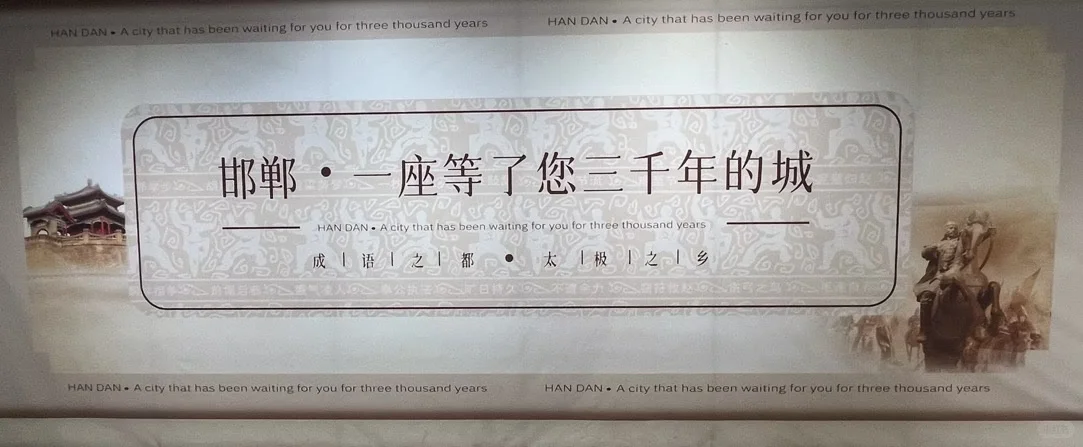 HAN DAN • A city that has been waiting for you for three thousand years
HAN DAN • A city that has been waiting for you for three thousand years
邯郸·一座等了您三千年的城
HAN DAN • A city that has been waiting for you for three thousand years
成|语|之|都 • 太|极|之|乡
HAN DAN • A city that has been waiting for you for three thousand years
HAN DAN • A city that has been waiting for you for three thousand years